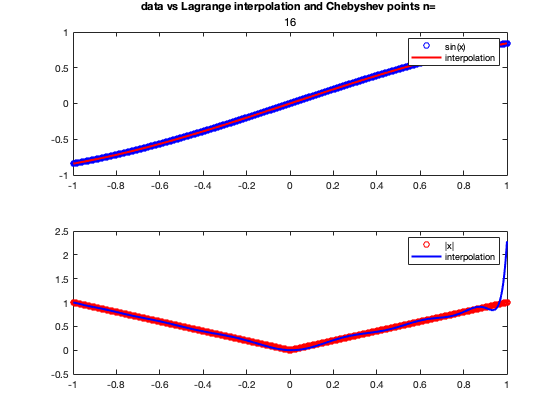 data vs Lagrange interpolation and Chebyshev points n=
16
1
0.5
0
-0.5
-1
sin(x)
interpolation
-1 -0.8 -0.6 -0.4 -0.2 0 0.2 0.4 0.6 0.8 1
2.5
2
1.5
1
0.5
0
-0.5
|x|
interpolation
-1 -0.8 -0.6 -0.4 -0.2 0 0.2 0.4 0.6 0.8 1